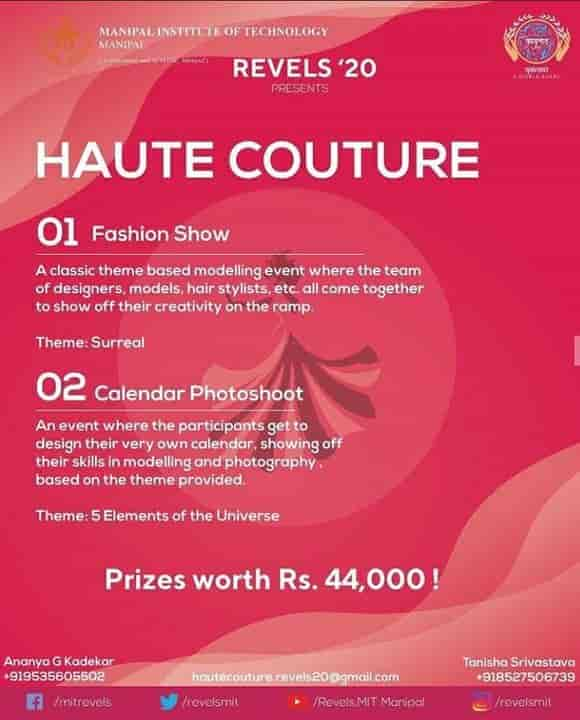 MANIPAL INSTITUTE OF TECHNOLOGY
MANIPAL
REVELS '20
PRESENTS
HAUTE COUTURE
01 Fashion Show
A classic theme based modelling event where the team
of designers, models, hair stylists, etc. all come together
to show off their creativity on the ramp.
Theme: Surreal
02 Calendar Photoshoot
An event where the participants get to
design their very own calendar, showing off
their skills in modelling and photography ,
based on the theme provided.
Theme: 5 Elements of the Universe
Prizes worth Rs. 44,000 !
Ananya G Kadekar
+919535605502
hautecouture.revels20@gmail.com
Tanisha Srivastava
+918527506739
/mitrevels
/revelsmit
/Revels.MIT Manipal
/revelsmit